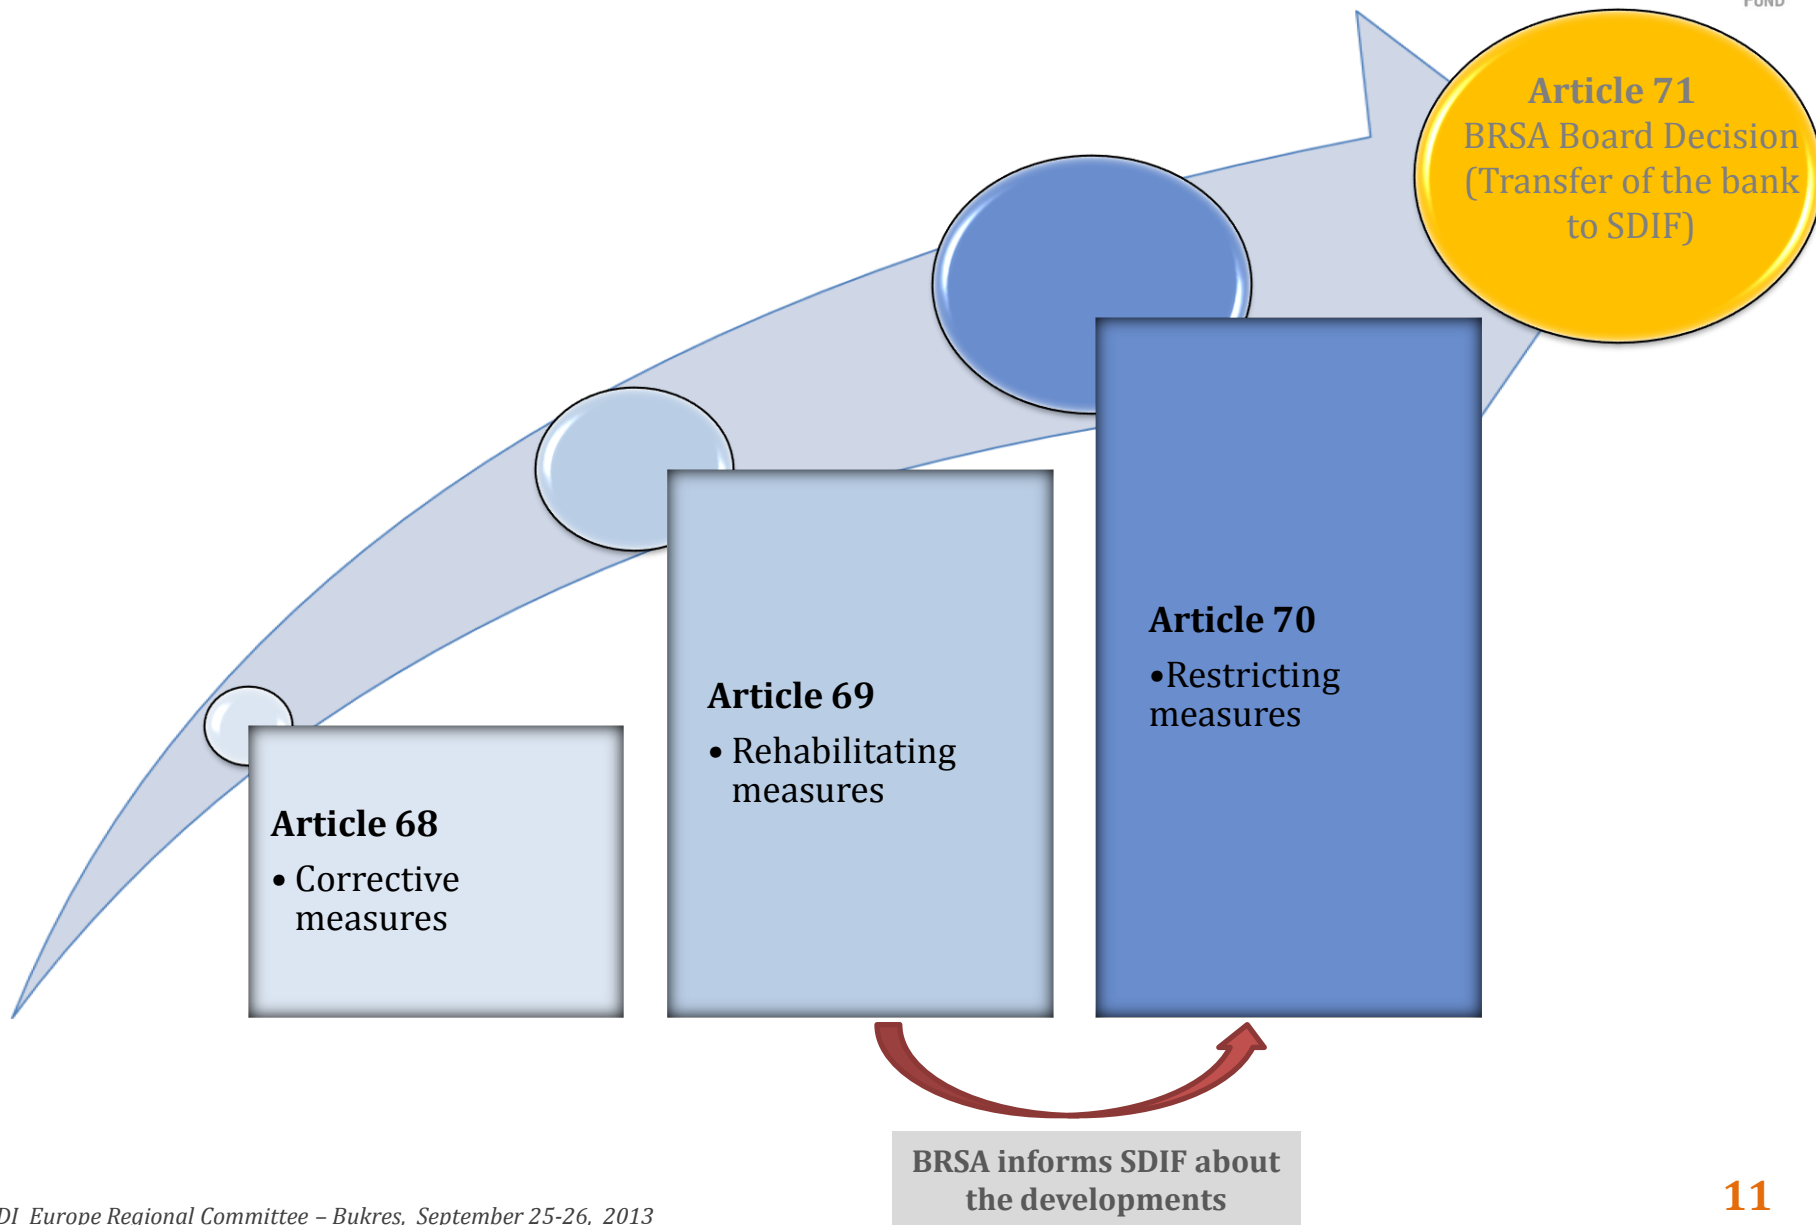 FUND
Article 71
BRSA Board Decision
(Transfer of the bank
to SDIF)
Article 70
•Restricting
measures
Article 69
• Rehabilitating
measures
Article 68
• Corrective
measures
BRSA informs SDIF about
the developments
DI Europe Regional Committee – Bukres, September 25-26, 2013
11